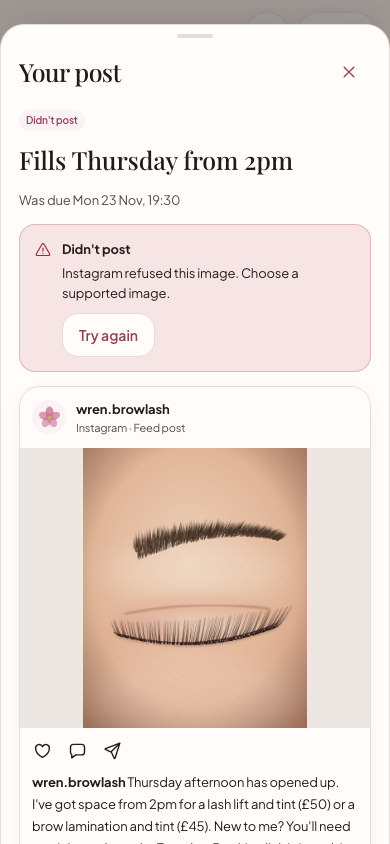 Your post
Didn't post
Fills Thursday from 2pm
Was due Mon 23 Nov, 19:30
Didn't post
Instagram refused this image. Choose a
supported image.
Try again
wren.browlash
Instagram · Feed post
wren.browlash Thursday afternoon has opened up.
I've got space from 2pm for a lash lift and tint (£50) or a
brow lamination and tint (£45). New to me? You'll need